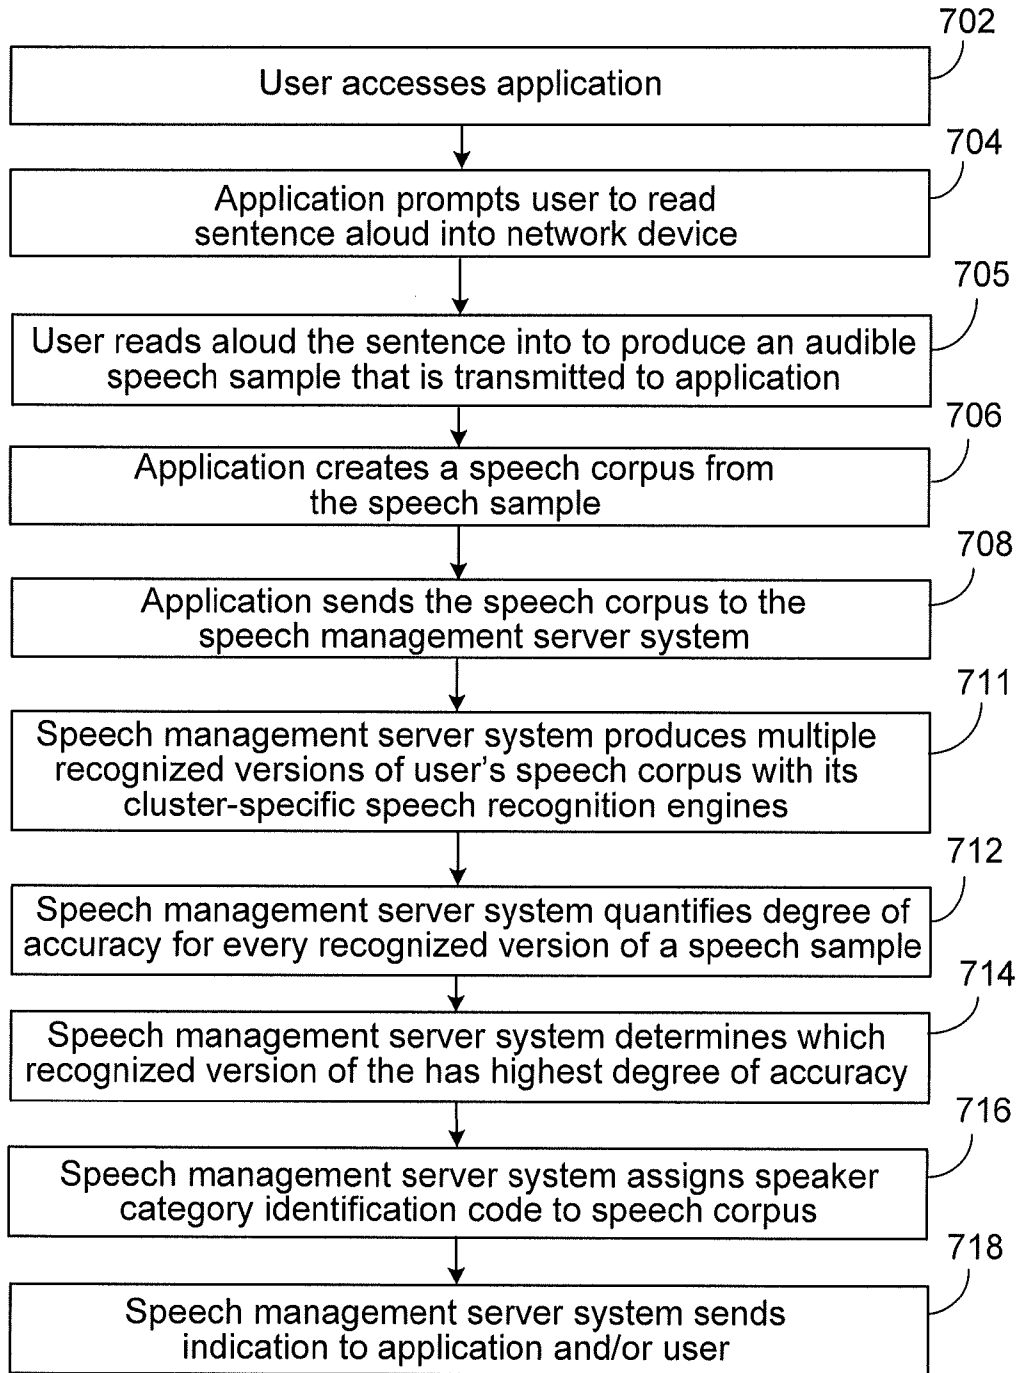 702
User accesses application
704
Application prompts user to read
sentence aloud into network device
705
User reads aloud the sentence into to produce an audible
speech sample that is transmitted to application
706
Application creates a speech corpus from
the speech sample
708
Application sends the speech corpus to the
speech management server system
711
Speech management server system produces multiple
recognized versions of user's speech corpus with its
cluster-specific speech recognition engines
712
Speech management server system quantifies degree of
accuracy for every recognized version of a speech sample
714
Speech management server system determines which
recognized version of the has highest degree of accuracy
716
Speech management server system assigns speaker
category identification code to speech corpus
718
Speech management server system sends
indication to application and/or user